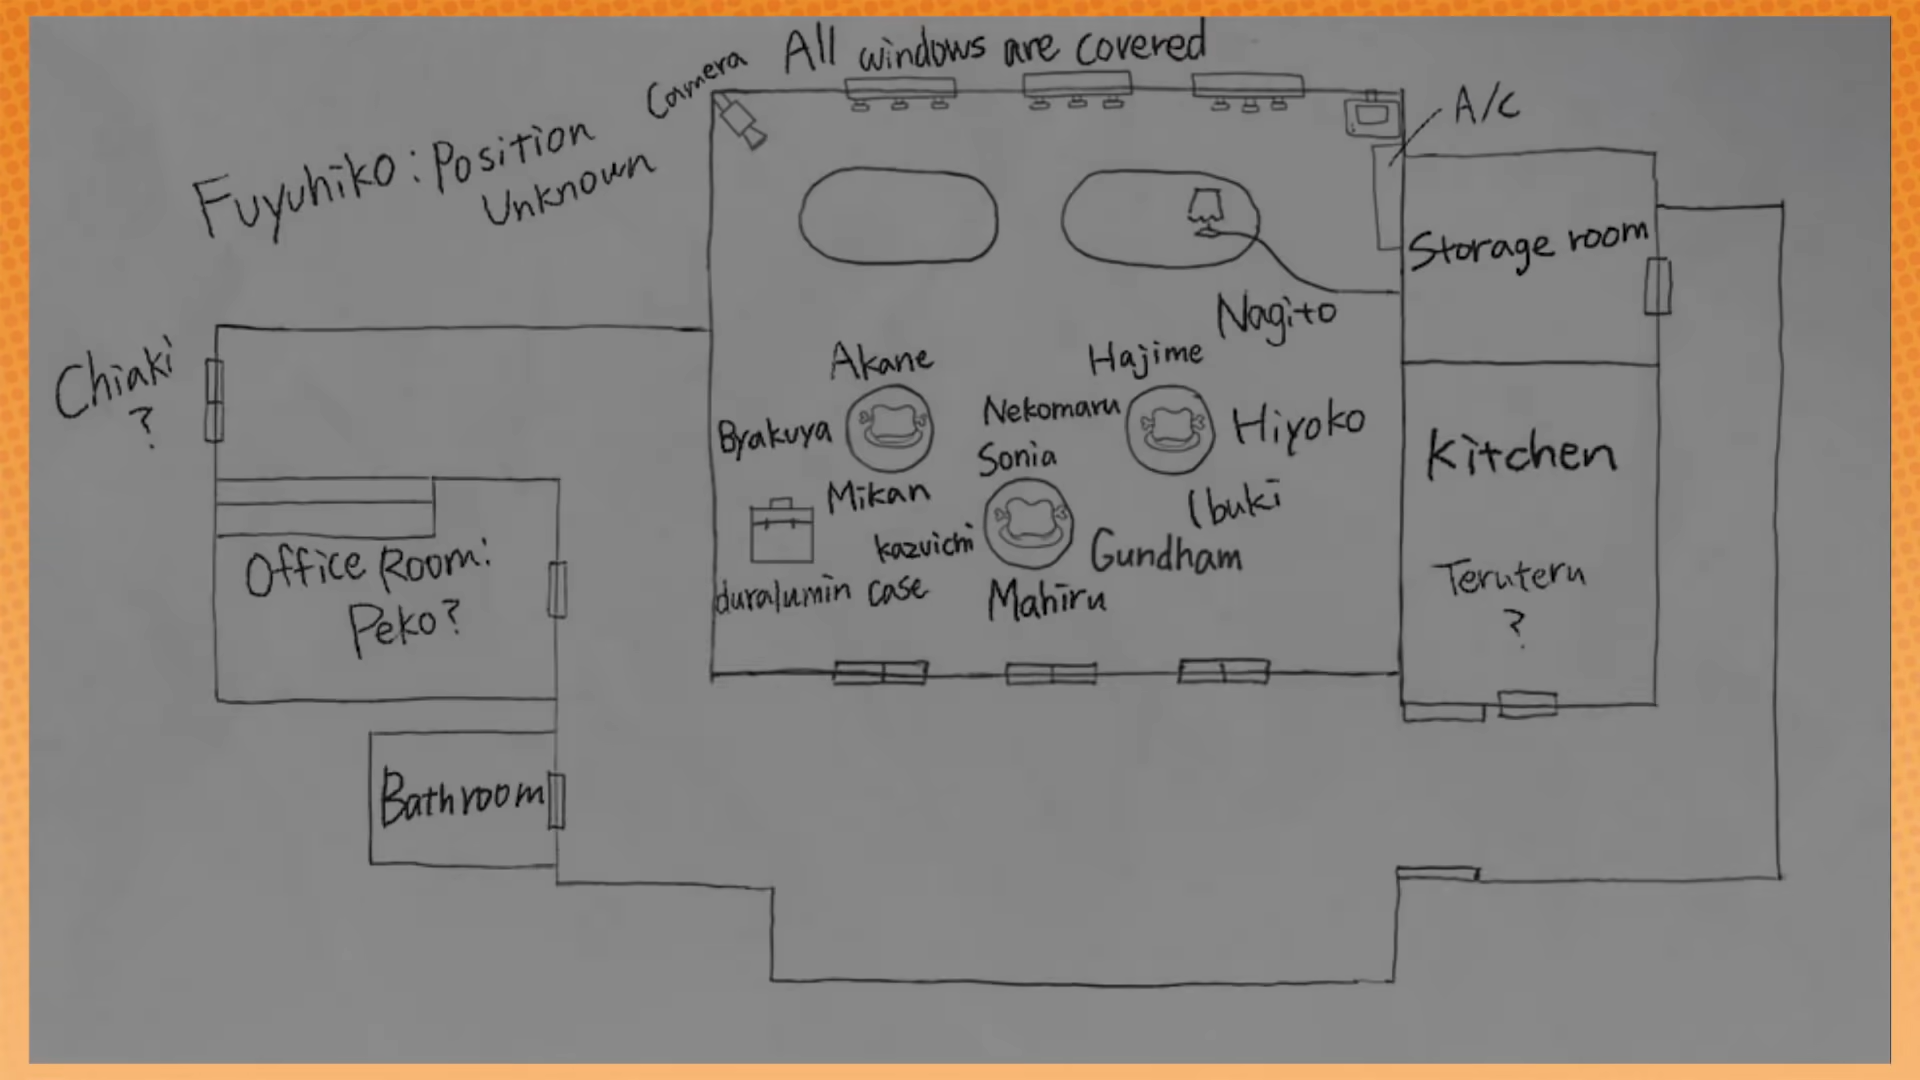 All windows are covered
Camera
A/C
Fuyuhiko: Position
Unknown
Storage room
Nagito
Chiaki
?
Akane
Hajime
Byakuya
Nekomaru
Hiyoko
Sonia
Kitchen
Mikan
Ibuki
kazuichi
Gundham
duralumin case
Mahiru
Office Room:
Peko?
Teruteru
?
Bathroom